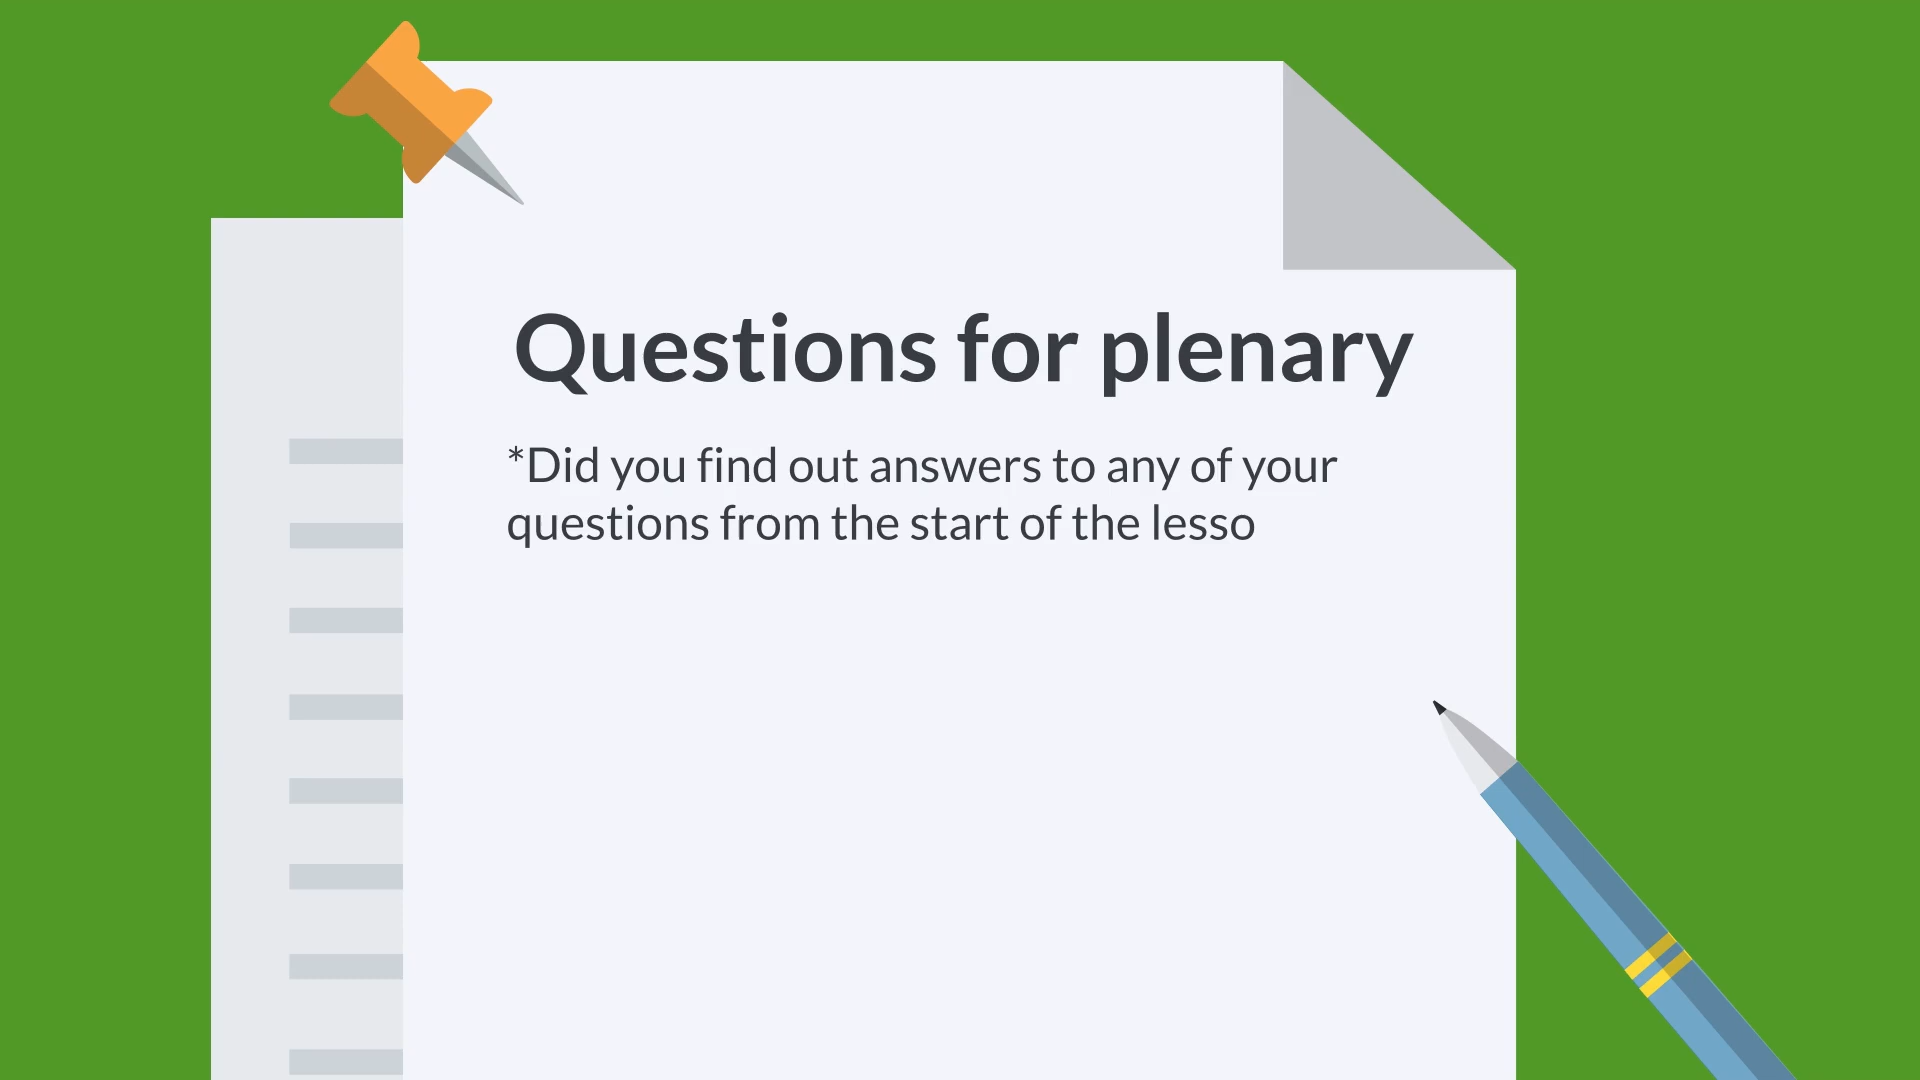 Questions for plenary
*Did you find out answers to any of your
questions from the start of the lesso